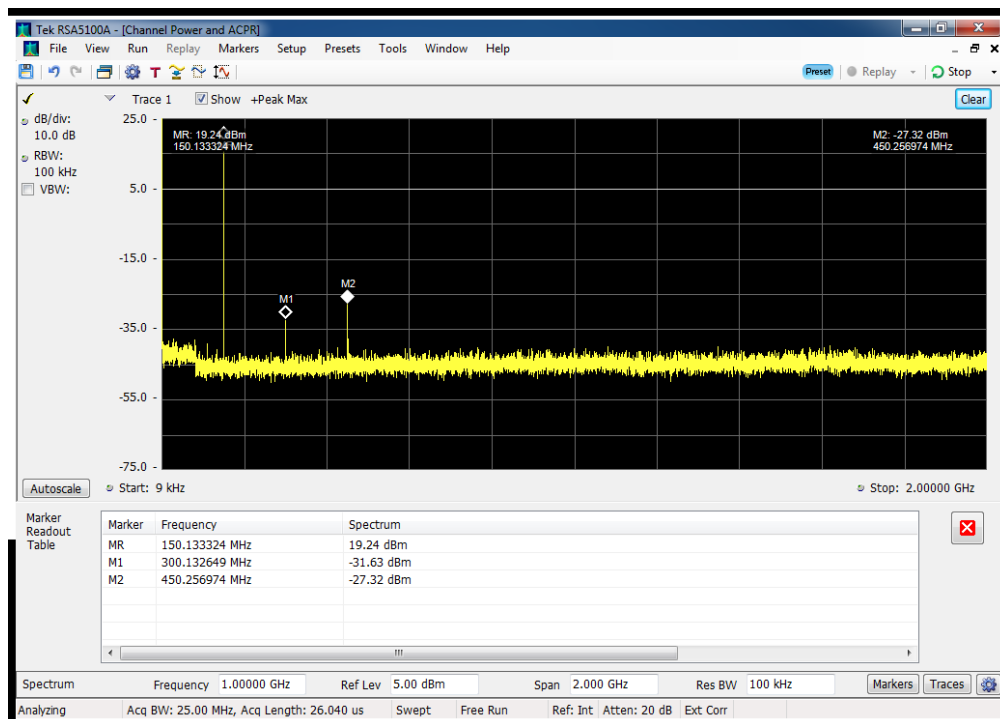 Tek RSA5100A - [Channel Power and ACPR]
File View Run Replay Markers Setup Presets Tools Window Help
T Preset Replay Stop
Trace 1 Show +Peak Max Clear
dB/div:
10.0 dB
RBW:
100 kHz
VBW:
25.0
5.0
-15.0
-35.0
-55.0
-75.0
MR: 19.24 dBm
150.133324 MHz
M2: -27.32 dBm
450.256974 MHz
M1
M2
Autoscale Start: 9 kHz Stop: 2.00000 GHz
Marker
Readout
Table
Marker Frequency Spectrum
MR 150.133324 MHz 19.24 dBm
M1 300.132649 MHz -31.63 dBm
M2 450.256974 MHz -27.32 dBm
Spectrum Frequency 1.00000 GHz Ref Lev 5.00 dBm Span 2.000 GHz Res BW 100 kHz Markers Traces
Analyzing Acq BW: 25.00 MHz, Acq Length: 26.040 us Swept Free Run Ref: Int Atten: 20 dB Ext Corr